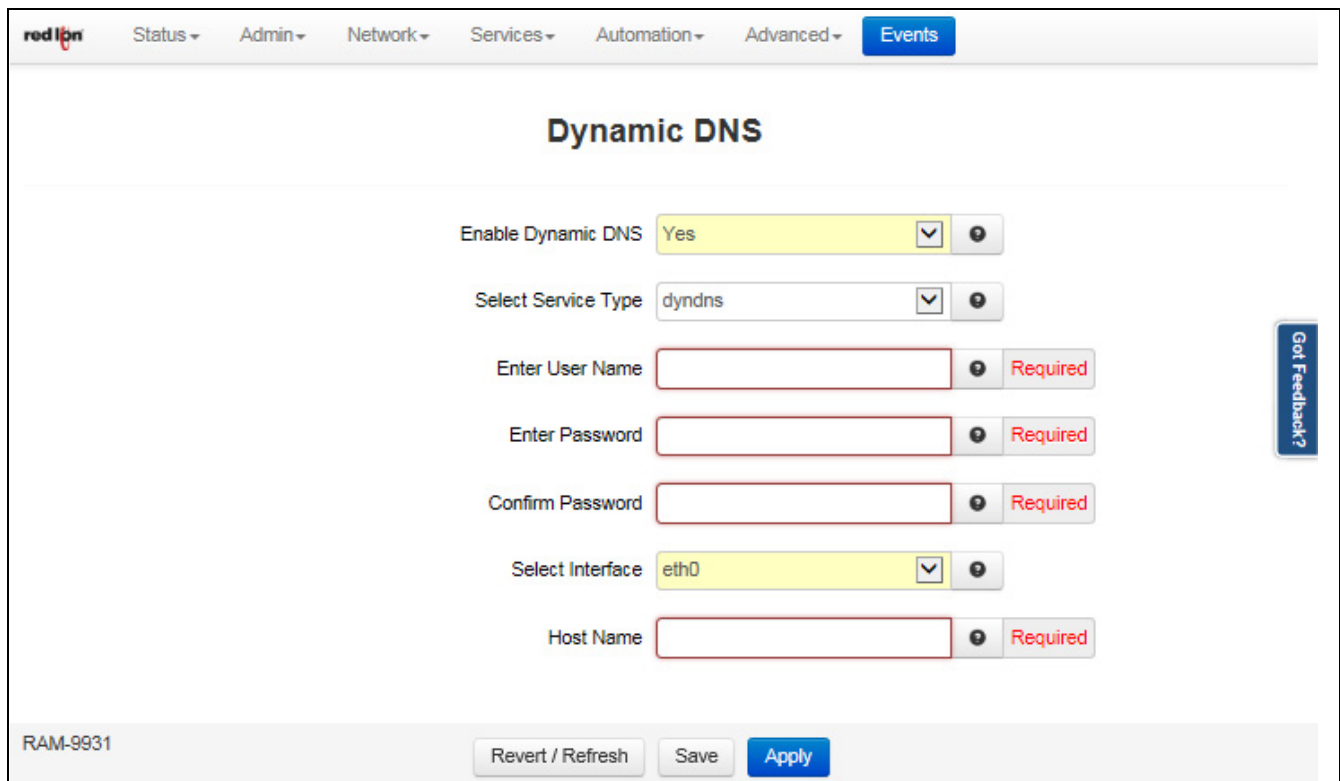 red lion Status Admin Network Services Automation Advanced Events
Dynamic DNS
Enable Dynamic DNS Yes
Select Service Type dyndns
Enter User Name Required
Enter Password Required
Confirm Password Required
Select Interface eth0
Host Name Required
Got Feedback?
RAM-9931 Revert / Refresh Save Apply